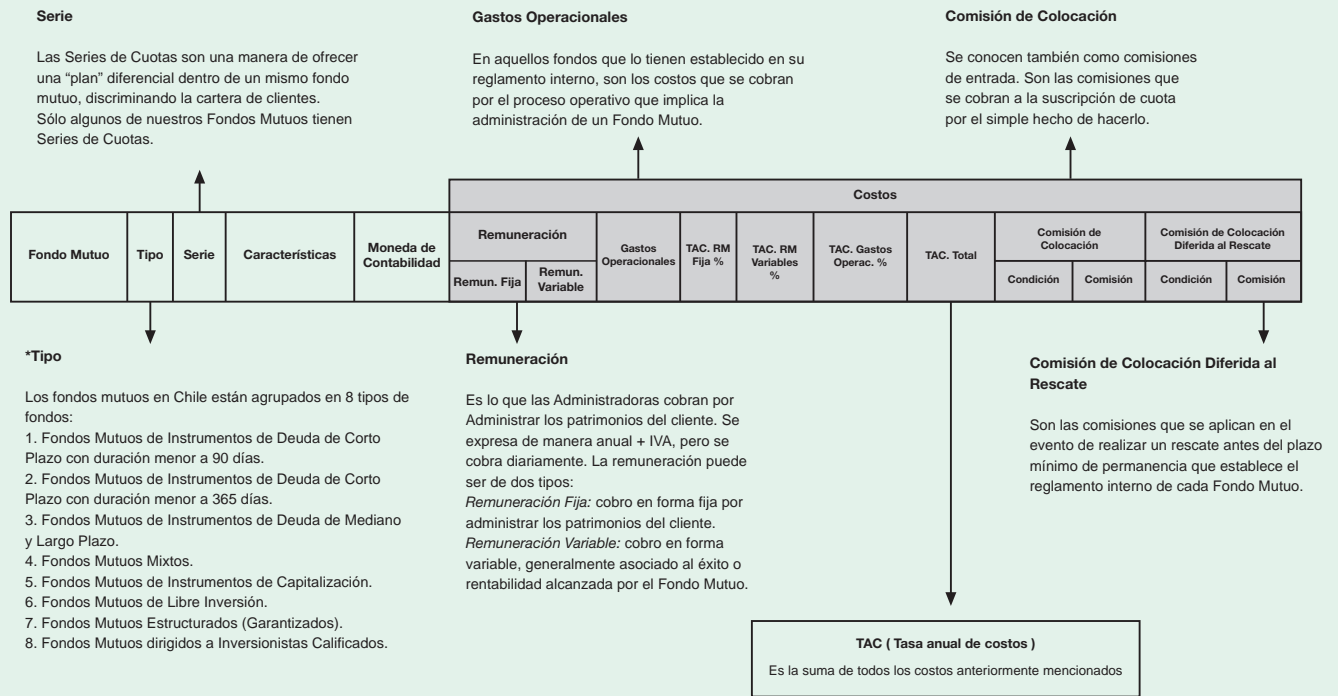 Serie
Las Series de Cuotas son una manera de ofrecer
una “plan” diferencial dentro de un mismo fondo
mutuo, discriminando la cartera de clientes.
Sólo algunos de nuestros Fondos Mutuos tienen
Series de Cuotas.
Gastos Operacionales
En aquellos fondos que lo tienen establecido en su
reglamento interno, son los costos que se cobran
por el proceso operativo que implica la
administración de un Fondo Mutuo.
Comisión de Colocación
Se conocen también como comisiones
de entrada. Son las comisiones que
se cobran a la suscripción de cuota
por el simple hecho de hacerlo.
Costos
Fondo Mutuo
Tipo
Serie
Características
Moneda de
Contabilidad
Remuneración
Remun. Fija
Remun.
Variable
Gastos
Operacionales
TAC. RM
Fija %
TAC. RM
Variables
%
TAC. Gastos
Operac. %
TAC. Total
Comisión de
Colocación
Condición
Comisión
Comisión de Colocación
Diferida al Rescate
Condición
Comisión
*Tipo
Los fondos mutuos en Chile están agrupados en 8 tipos de
fondos:
1. Fondos Mutuos de Instrumentos de Deuda de Corto
Plazo con duración menor a 90 días.
2. Fondos Mutuos de Instrumentos de Deuda de Corto
Plazo con duración menor a 365 días.
3. Fondos Mutuos de Instrumentos de Deuda de Mediano
y Largo Plazo.
4. Fondos Mutuos Mixtos.
5. Fondos Mutuos de Instrumentos de Capitalización.
6. Fondos Mutuos de Libre Inversión.
7. Fondos Mutuos Estructurados (Garantizados).
8. Fondos Mutuos dirigidos a Inversionistas Calificados.
Remuneración
Es lo que las Administradoras cobran por
Administrar los patrimonios del cliente. Se
expresa de manera anual + IVA, pero se
cobra diariamente. La remuneración puede
ser de dos tipos:
Remuneración Fija: cobro en forma fija por
administrar los patrimonios del cliente.
Remuneración Variable: cobro en forma
variable, generalmente asociado al éxito o
rentabilidad alcanzada por el Fondo Mutuo.
Comisión de Colocación Diferida al
Rescate
Son las comisiones que se aplican en el
evento de realizar un rescate antes del plazo
mínimo de permanencia que establece el
reglamento interno de cada Fondo Mutuo.
TAC ( Tasa anual de costos )
Es la suma de todos los costos anteriormente mencionados